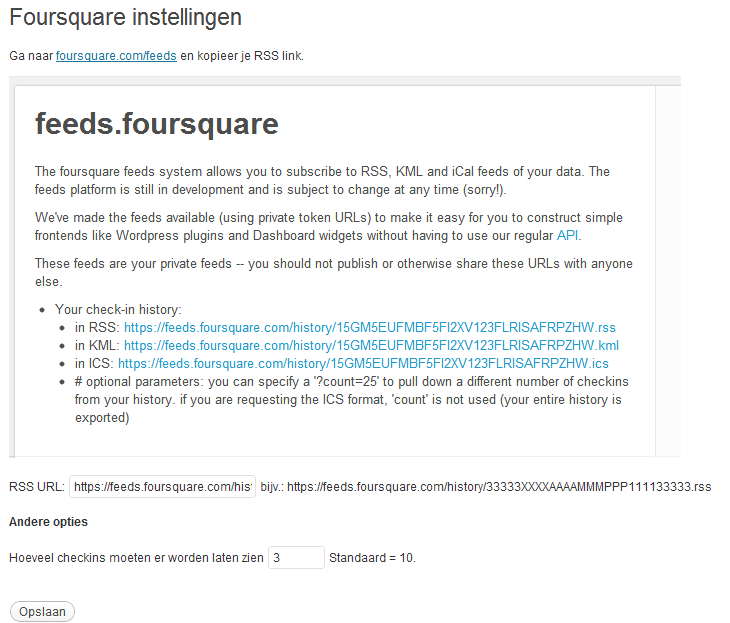 Foursquare instellingen
Ga naar foursquare.com/feeds en kopieer je RSS link.
feeds.foursquare
The foursquare feeds system allows you to subscribe to RSS, KML and iCal feeds of your data. The
feeds platform is still in development and is subject to change at any time (sorry!).
We've made the feeds available (using private token URLs) to make it easy for you to construct simple
frontends like Wordpress plugins and Dashboard widgets without having to use our regular API.
These feeds are your private feeds -- you should not publish or otherwise share these URLs with anyone
else.
• Your check-in history:
• in RSS: https://feeds.foursquare.com/history/15GM5EUFMBF5FI2XV123FLRISAFRPZHW.rss
• in KML: https://feeds.foursquare.com/history/15GM5EUFMBF5FI2XV123FLRISAFRPZHW.kml
• in ICS: https://feeds.foursquare.com/history/15GM5EUFMBF5FI2XV123FLRISAFRPZHW.ics
• # optional parameters: you can specify a '?count=25' to pull down a different number of checkins
from your history. if you are requesting the ICS format, 'count' is not used (your entire history is
exported)
RSS URL: https://feeds.foursquare.com/his bijv.: https://feeds.foursquare.com/history/33333XXXXAAAAMMMPPP111133333.rss
Andere opties
Hoeveel checkins moeten er worden laten zien 3 Standaard = 10.
Opslaan